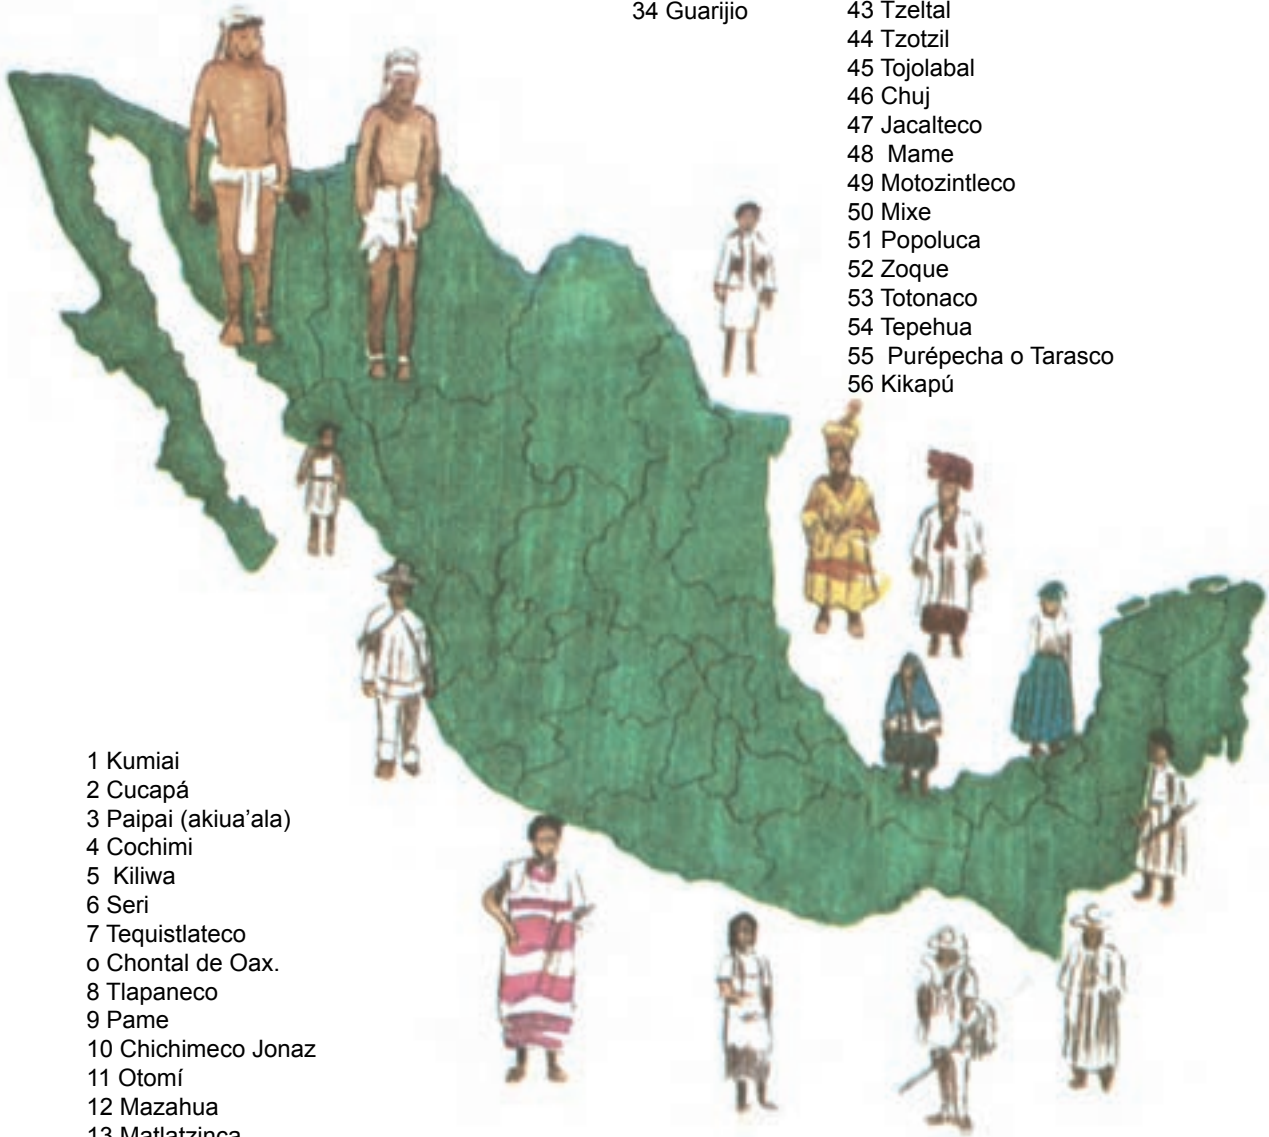 34 Guarijio
43 Tzeltal
44 Tzotzil
45 Tojolabal
46 Chuj
47 Jacalteco
48  Mame
49 Motozintleco
50 Mixe
51 Popoluca
52 Zoque
53 Totonaco
54 Tepehua
55  Purépecha o Tarasco
56 Kikapú
1 Kumiai
2 Cucapá
3 Paipai (akiua’ala)
4 Cochimi
5  Kiliwa
6 Seri
7 Tequistlateco
o Chontal de Oax.
8 Tlapaneco
9 Pame
10 Chichimeco Jonaz
11 Otomí
12 Mazahua
13 Matlatzinca